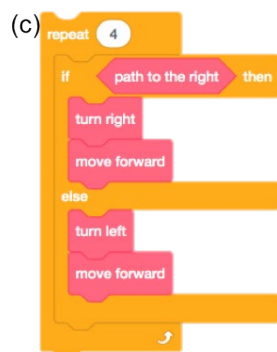 (c)
repeat 4
if path to the right then
turn right
move forward
else
turn left
move forward